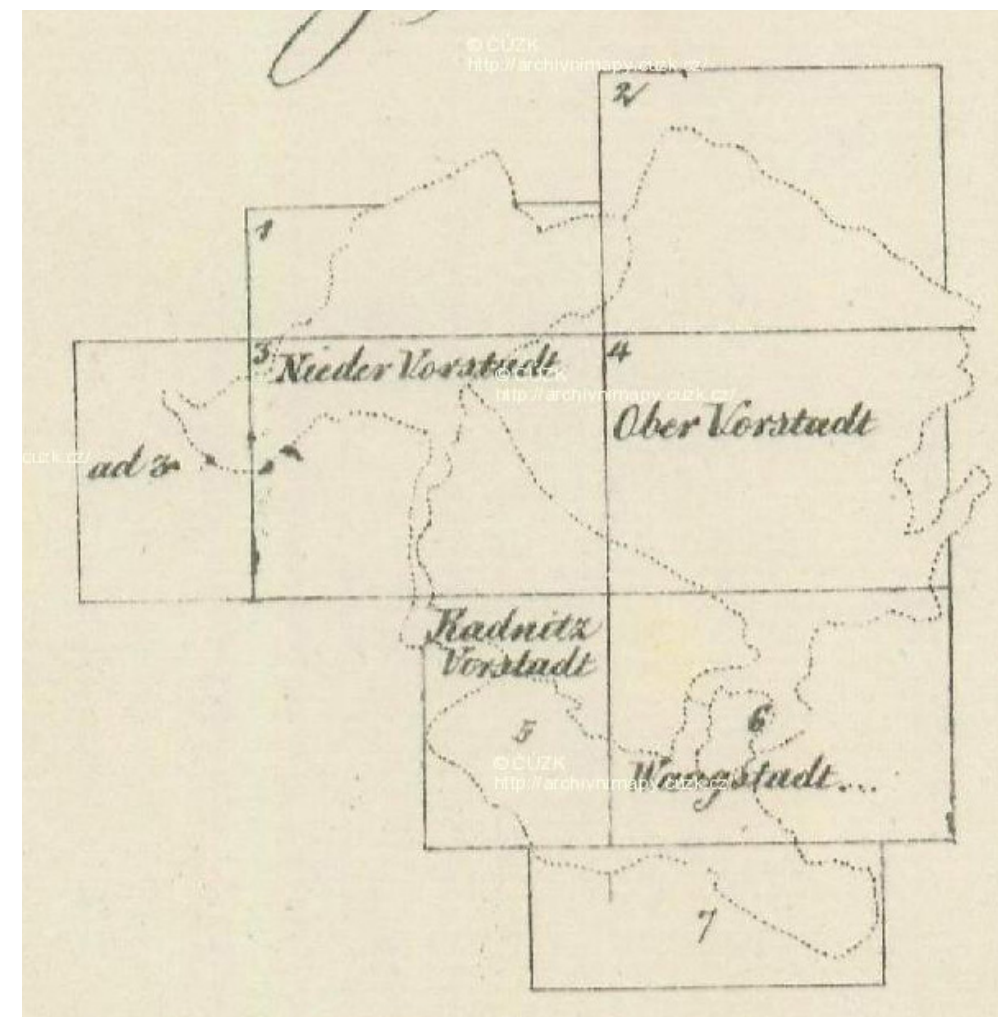 © ČÚZK
http://archivnimapy.cuzk.cz/
2
1
3
Nieder Vorstadt
4
© ČÚZK
http://archivnimapy.cuzk.cz/
Ober Vorstadt
cuzk.cz/
ad 3
Radnitz
Vorstadt
5
6
© ČÚZK
http://archivnimapy.cuzk.cz/
Waagstadt...
7